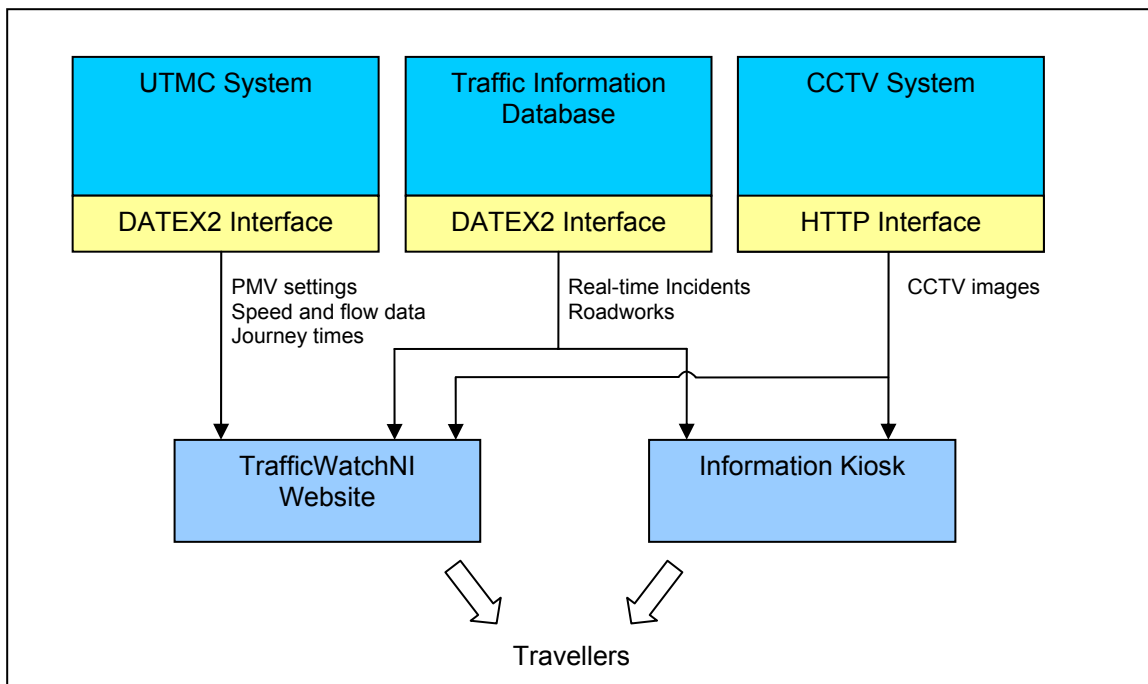 UTMC System
Traffic Information
Database
CCTV System
DATEX2 Interface
DATEX2 Interface
HTTP Interface
PMV settings
Speed and flow data
Journey times
Real-time Incidents
Roadworks
CCTV images
TrafficWatchNI
Website
Information Kiosk
Travellers